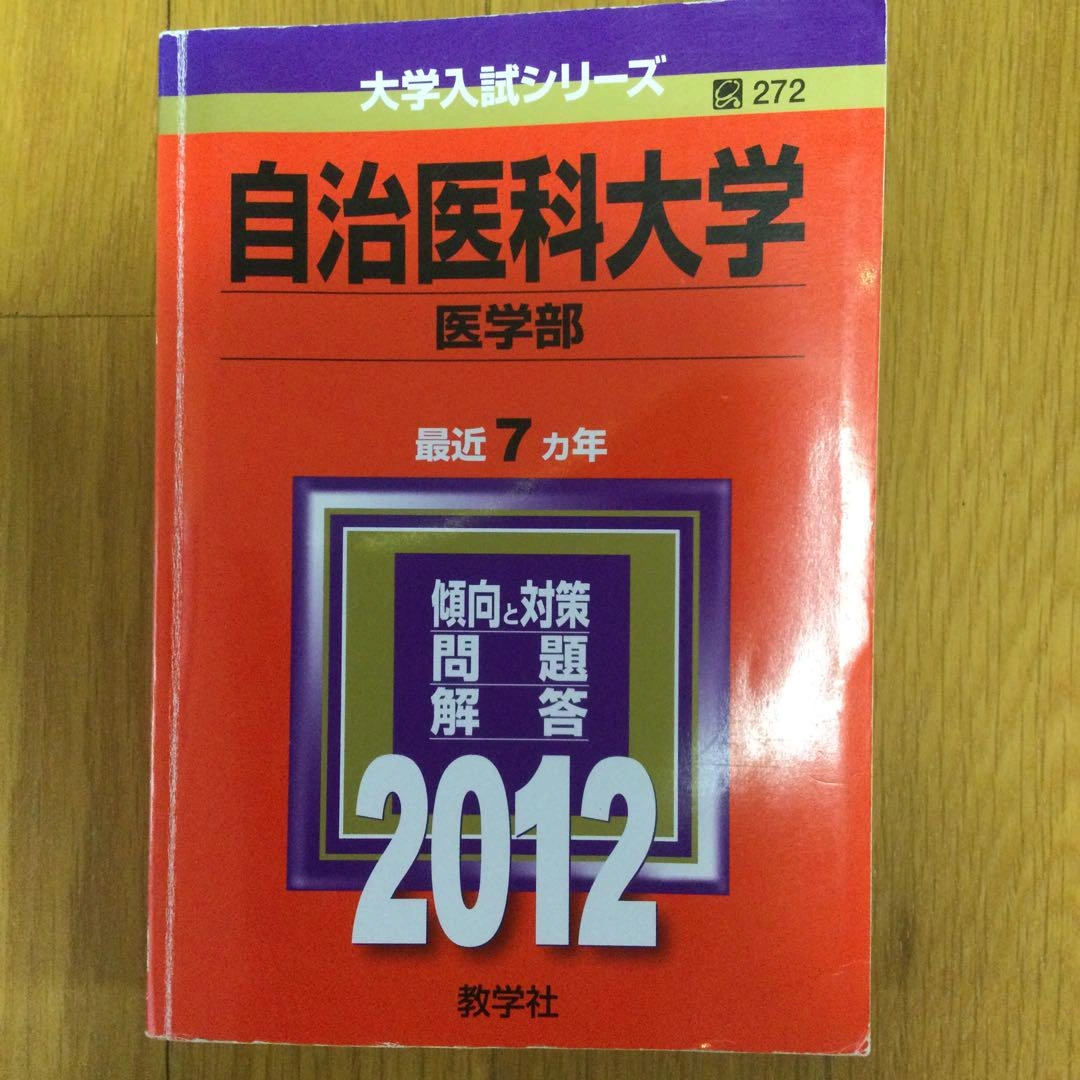 大学入試シリーズ
272
自治医科大学
医学部
最近7ヵ年
傾向と対策
問題
解答
2012
教学社